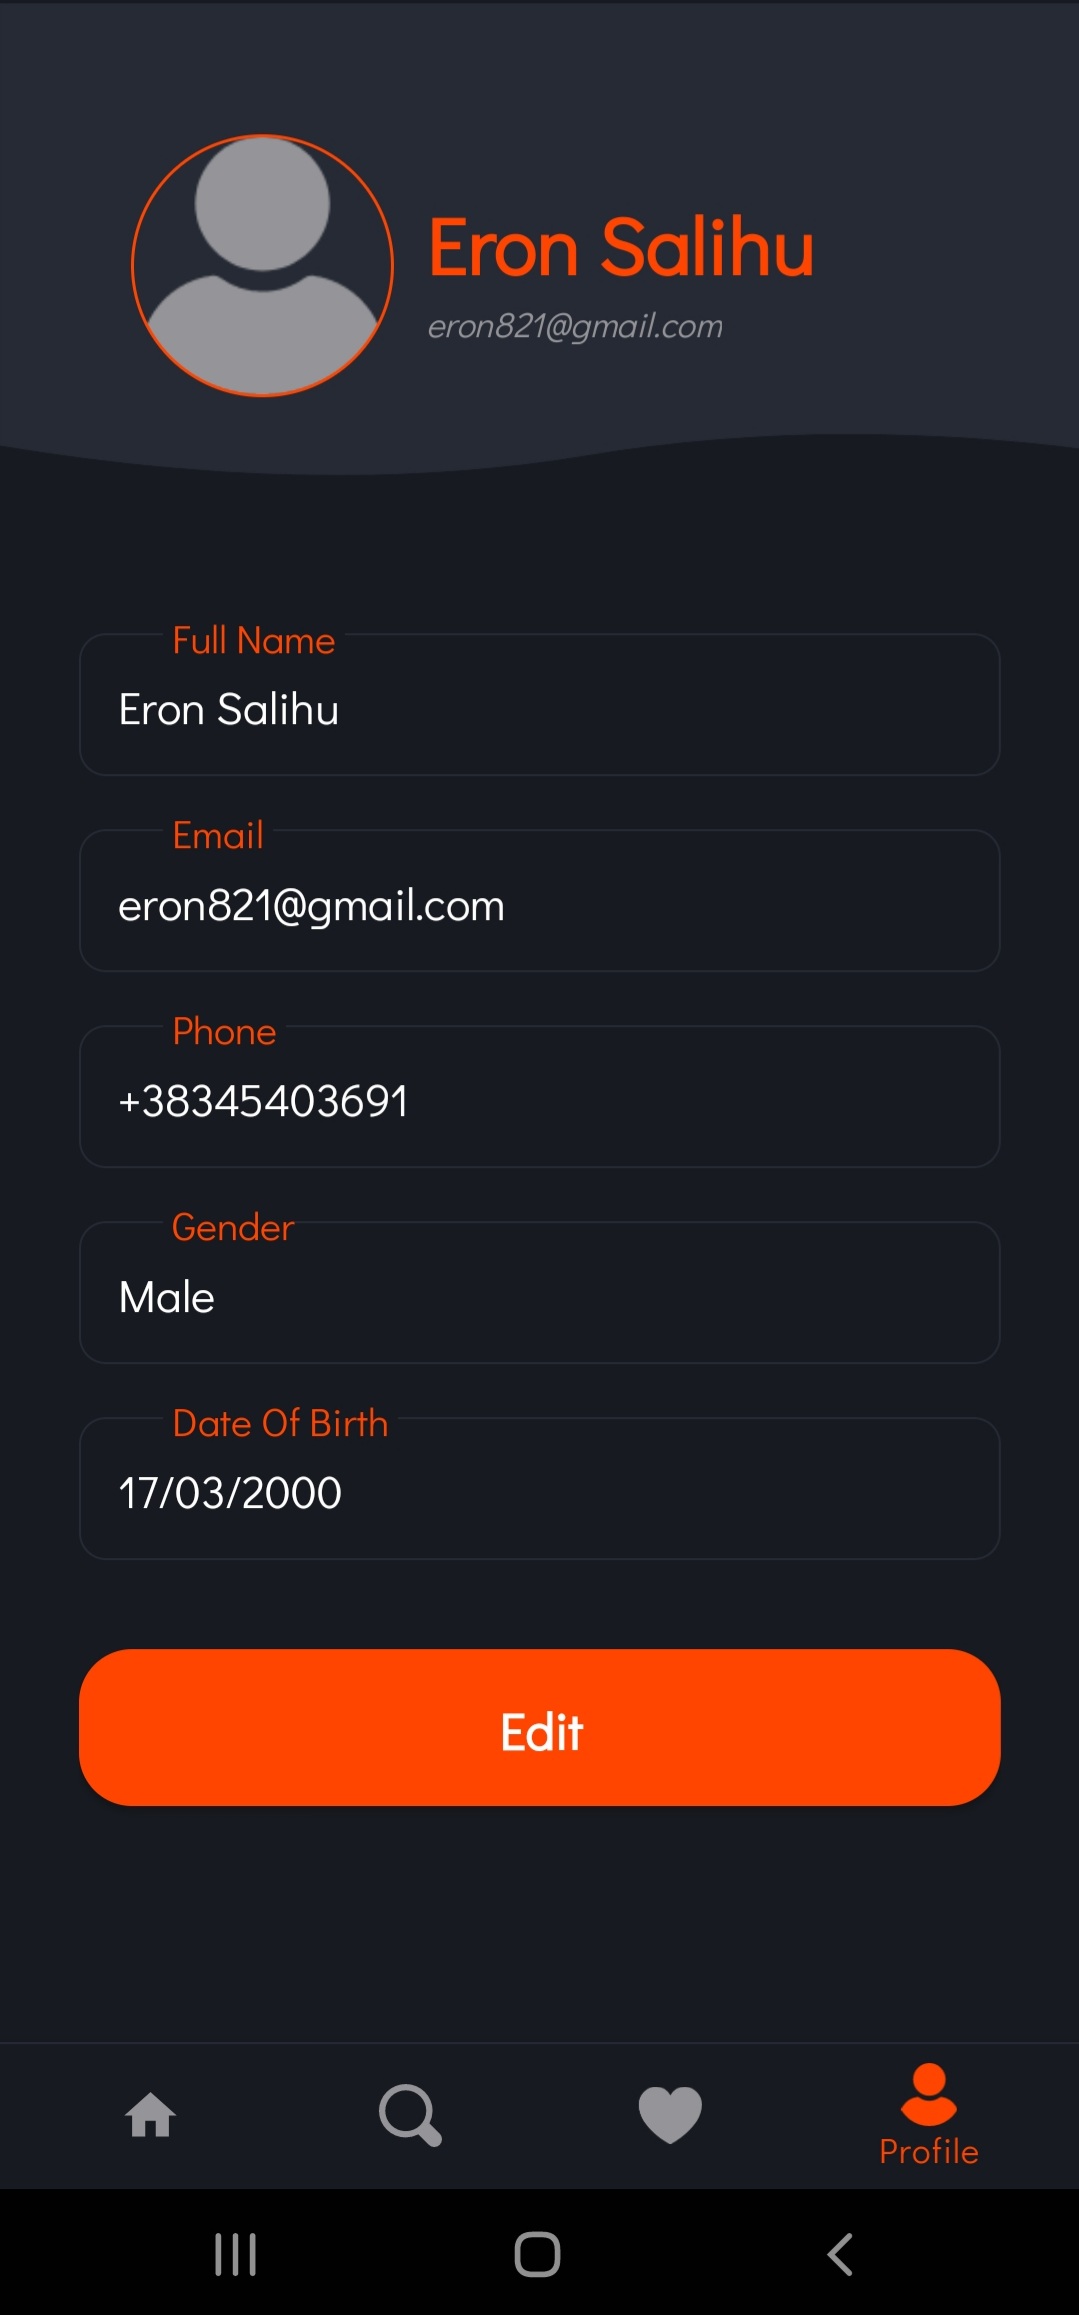 Eron Salihu
eron821@gmail.com
Full Name
Eron Salihu
Email
eron821@gmail.com
Phone
+38345403691
Gender
Male
Date Of Birth
17/03/2000
Edit
Profile